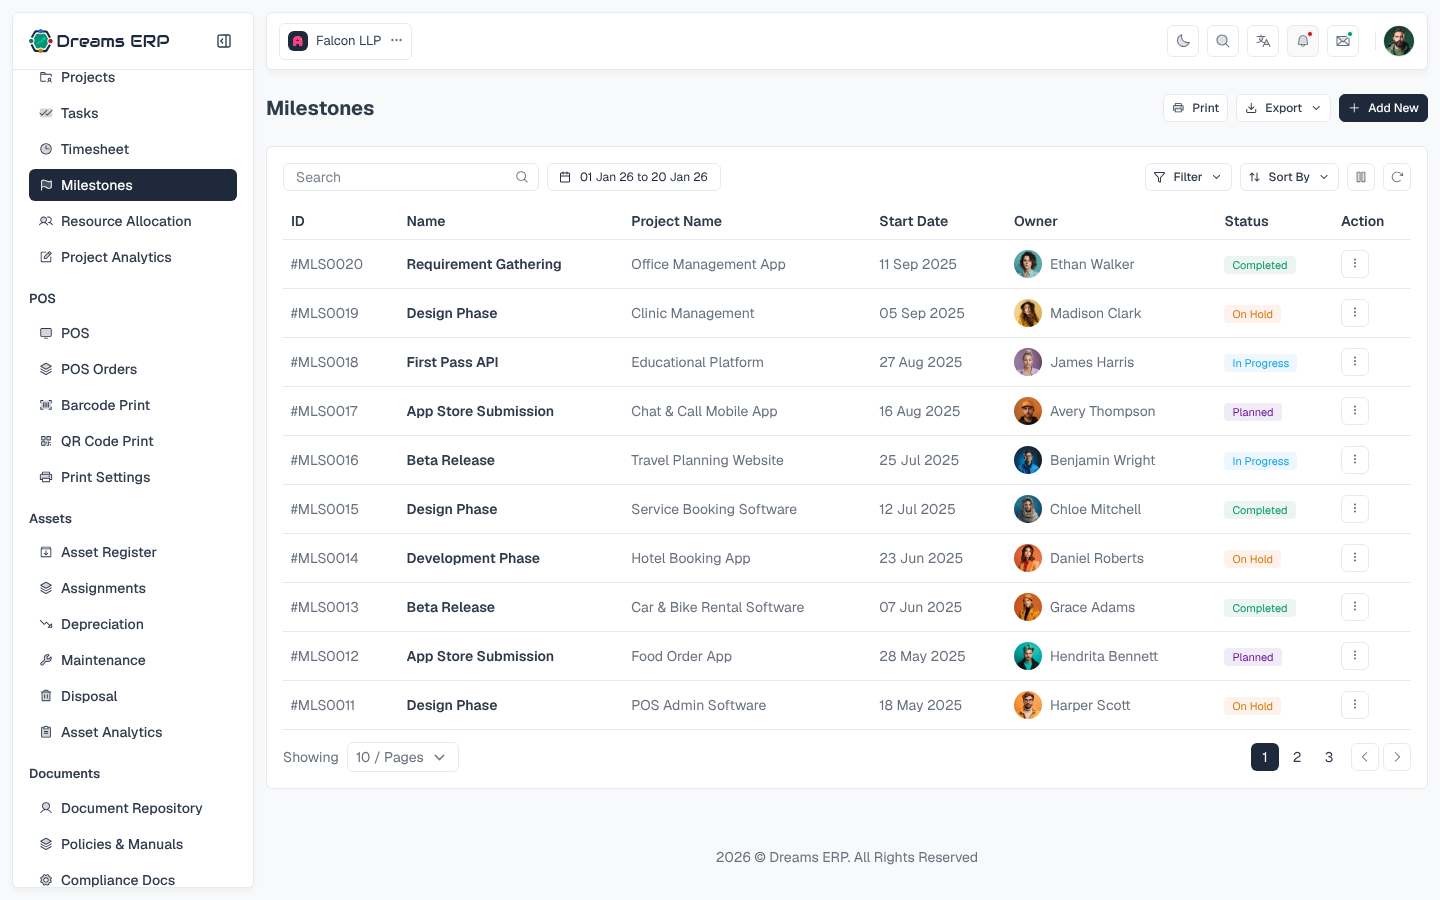 Dreams ERP
Projects
Tasks
Timesheet
Milestones
Resource Allocation
Project Analytics
POS
POS
POS Orders
Barcode Print
QR Code Print
Print Settings
Assets
Asset Register
Assignments
Depreciation
Maintenance
Disposal
Asset Analytics
Documents
Document Repository
Policies & Manuals
Compliance Docs
Falcon LLP
Milestones
Print
Export
Add New
Search
01 Jan 26 to 20 Jan 26
Filter
Sort By
ID Name Project Name Start Date Owner Status Action
#MLS0020 Requirement Gathering Office Management App 11 Sep 2025 Ethan Walker Completed
#MLS0019 Design Phase Clinic Management 05 Sep 2025 Madison Clark On Hold
#MLS0018 First Pass API Educational Platform 27 Aug 2025 James Harris In Progress
#MLS0017 App Store Submission Chat & Call Mobile App 16 Aug 2025 Avery Thompson Planned
#MLS0016 Beta Release Travel Planning Website 25 Jul 2025 Benjamin Wright In Progress
#MLS0015 Design Phase Service Booking Software 12 Jul 2025 Chloe Mitchell Completed
#MLS0014 Development Phase Hotel Booking App 23 Jun 2025 Daniel Roberts On Hold
#MLS0013 Beta Release Car & Bike Rental Software 07 Jun 2025 Grace Adams Completed
#MLS0012 App Store Submission Food Order App 28 May 2025 Hendrita Bennett Planned
#MLS0011 Design Phase POS Admin Software 18 May 2025 Harper Scott On Hold
Showing 10 / Pages
1 2 3
2026 © Dreams ERP. All Rights Reserved